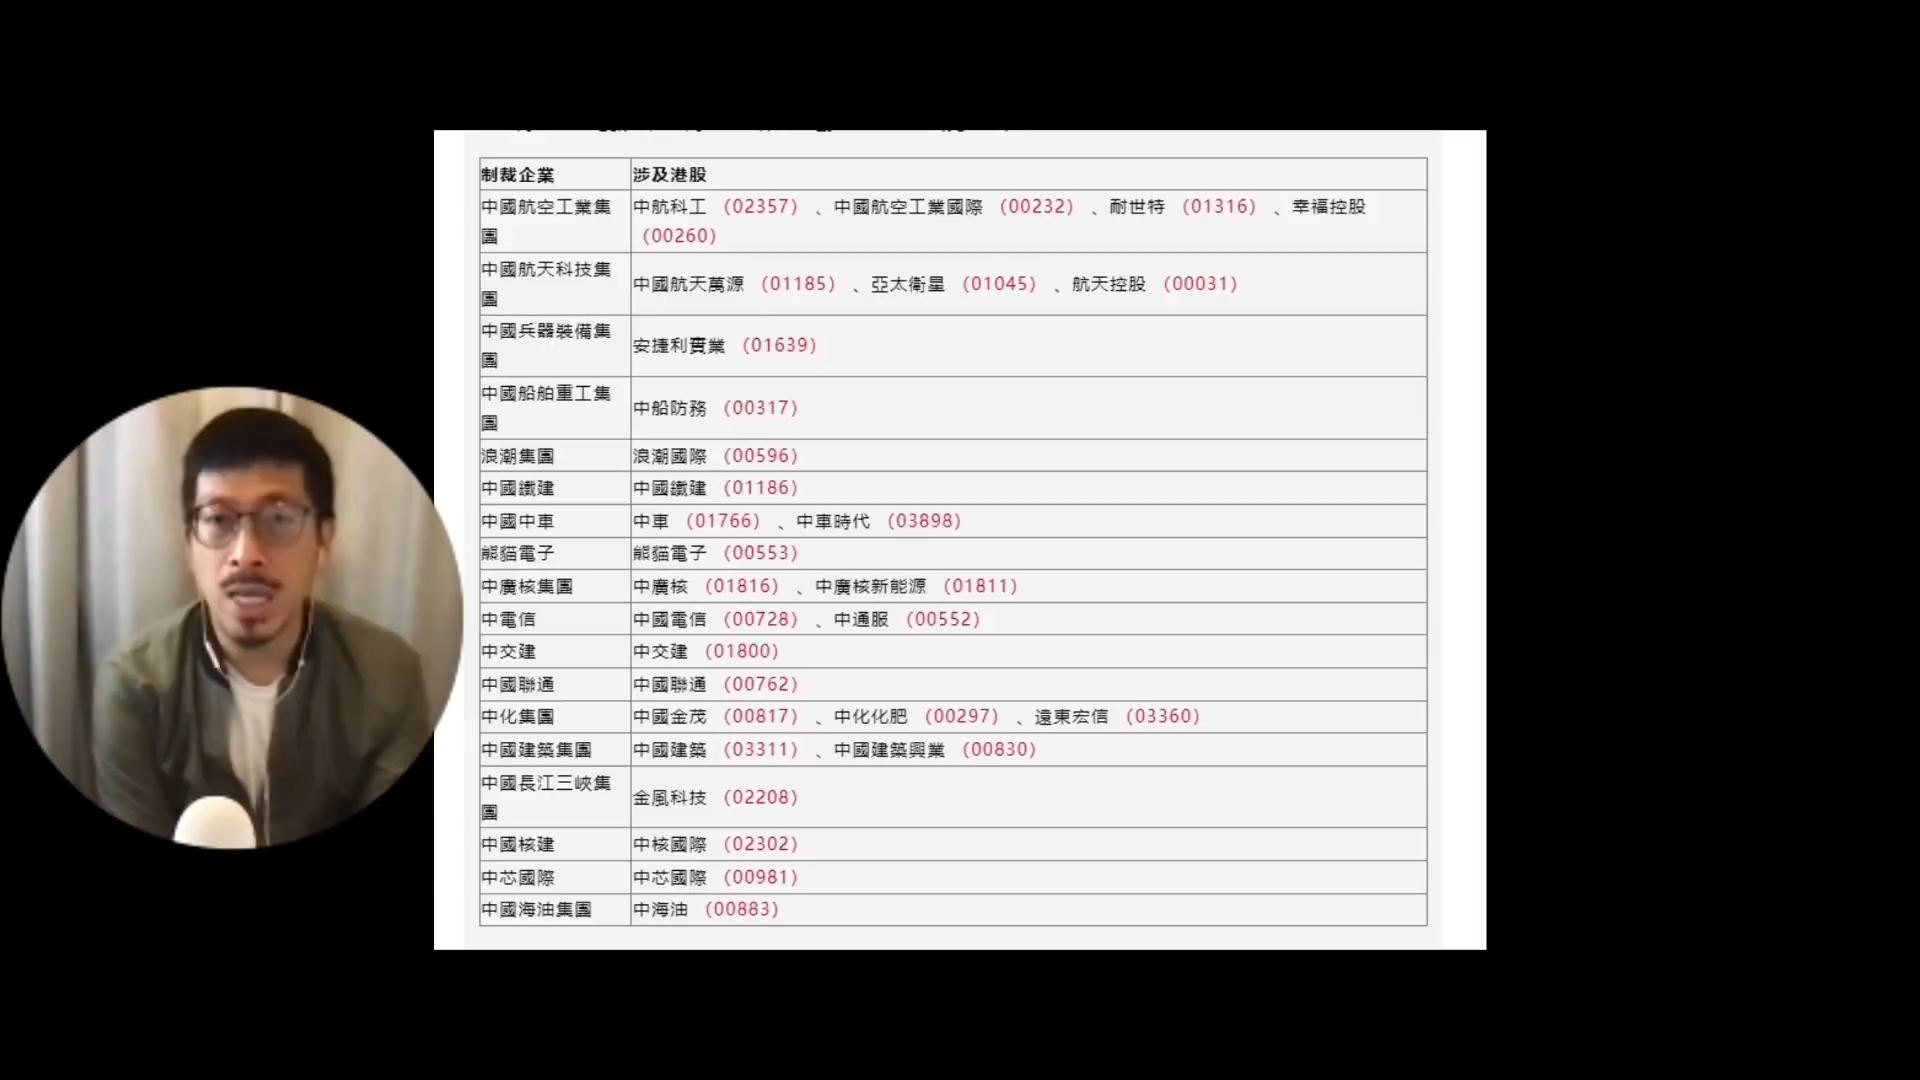 制裁企業 涉及港股
中國航空工業集 中航科工 (02357) 、中國航空工業國際 (00232) 、耐世特 (01316) 、幸福控股
團 (00260)
中國航天科技集
團 中國航天萬源 (01185) 、亞太衛星 (01045) 、航天控股 (00031)
中國兵器裝備集
團 安捷利實業 (01639)
中國船舶重工集
團 中船防務 (00317)
浪潮集團 浪潮國際 (00596)
中國鐵建 中國鐵建 (01186)
中國中車 中車 (01766) 、中車時代 (03898)
熊貓電子 熊貓電子 (00553)
中廣核集團 中廣核 (01816) 、中廣核新能源 (01811)
中電信 中國電信 (00728) 、中通服 (00552)
中交建 中交建 (01800)
中國聯通 中國聯通 (00762)
中化集團 中國金茂 (00817) 、中化化肥 (00297) 、遠東宏信 (03360)
中國建築集團 中國建築 (03311) 、中國建築興業 (00830)
中國長江三峽集
團 金風科技 (02208)
中國核建 中核國際 (02302)
中芯國際 中芯國際 (00981)
中國海油集團 中海油 (00883)